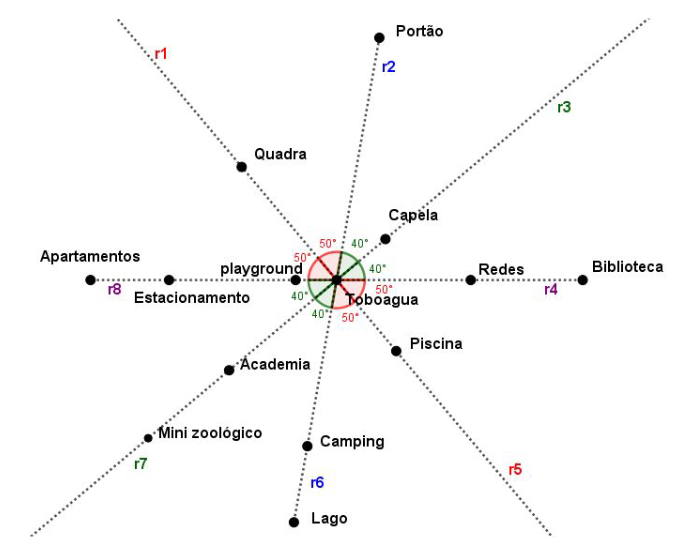 Portão
r1
r2
r3
Quadra
Capela
50° 40°
50° 40°
Apartamentos
playground
Redes
Biblioteca
r8
Estacionamento
40° 50°
Toboagua
r4
40° 50°
Piscina
Academia
Mini zoológico
Camping
r7
r6
r5
Lago